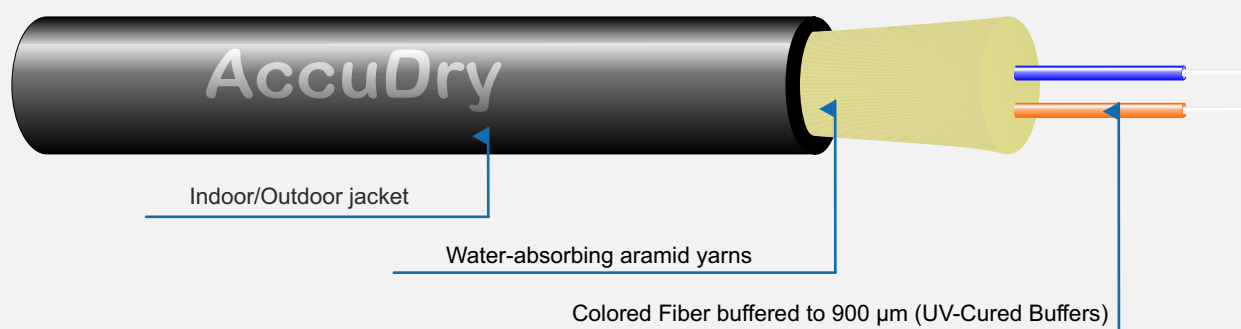 AccuDry
Indoor/Outdoor jacket
Water-absorbing aramid yarns
Colored Fiber buffered to 900 µm (UV-Cured Buffers)